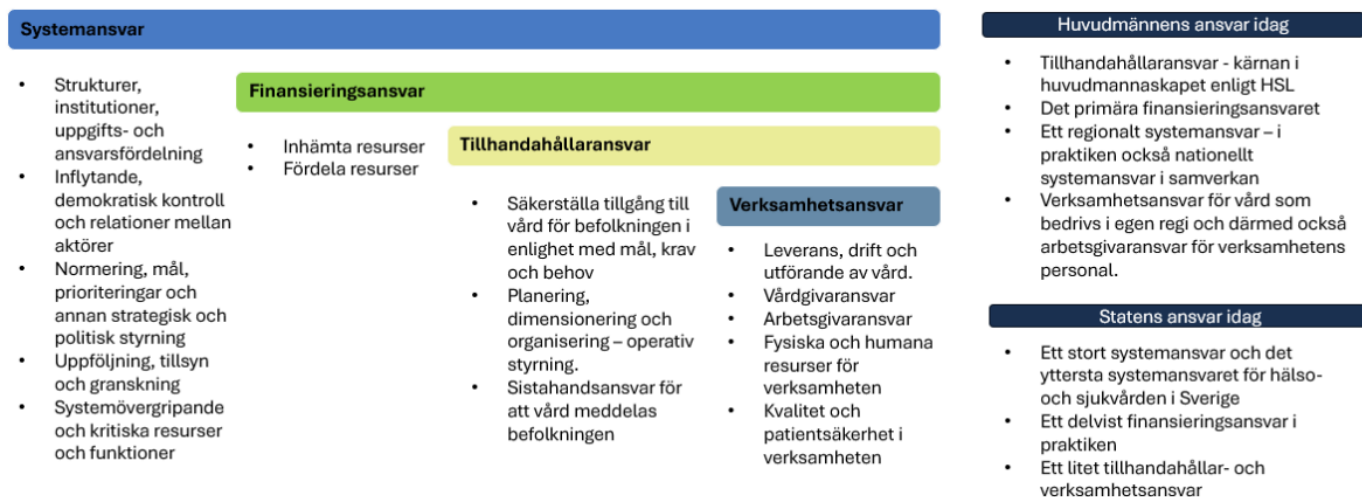 Systemansvar
• Strukturer,
institutioner,
uppgifts- och
ansvarsfördelning
• Inflytande,
demokratisk kontroll
och relationer mellan
aktörer
• Normering, mål,
prioriteringar och
annan strategisk och
politisk styrning
• Uppföljning, tillsyn
och granskning
• Systemövergripande
och kritiska resurser
och funktioner
Finansieringsansvar
• Inhämta resurser
• Fördela resurser
Tillhandahållaransvar
• Säkerställa tillgång till
vård för befolkningen i
enlighet med mål, krav
och behov
• Planering,
dimensionering och
organisering – operativ
styrning.
• Sistahandsansvar för
att vård meddelas
befolkningen
Verksamhetsansvar
• Leverans, drift och
utförande av vård.
• Vårdgivaransvar
• Arbetsgivaransvar
• Fysiska och humana
resurser för
verksamheten
• Kvalitet och
patientsäkerhet i
verksamheten
Huvudmännens ansvar idag
• Tillhandahållaransvar - kärnan i
huvudmannaskapet enligt HSL
• Det primära finansieringsansvaret
• Ett regionalt systemansvar – i
praktiken också nationellt
systemansvar i samverkan
• Verksamhetsansvar för vård som
bedrivs i egen regi och därmed också
arbetsgivaransvar för verksamhetens
personal.
Statens ansvar idag
• Ett stort systemansvar och det
yttersta systemansvaret för hälso-
och sjukvården i Sverige
• Ett delvist finansieringsansvar i
praktiken
• Ett litet tillhandahållar- och
verksamhetsansvar